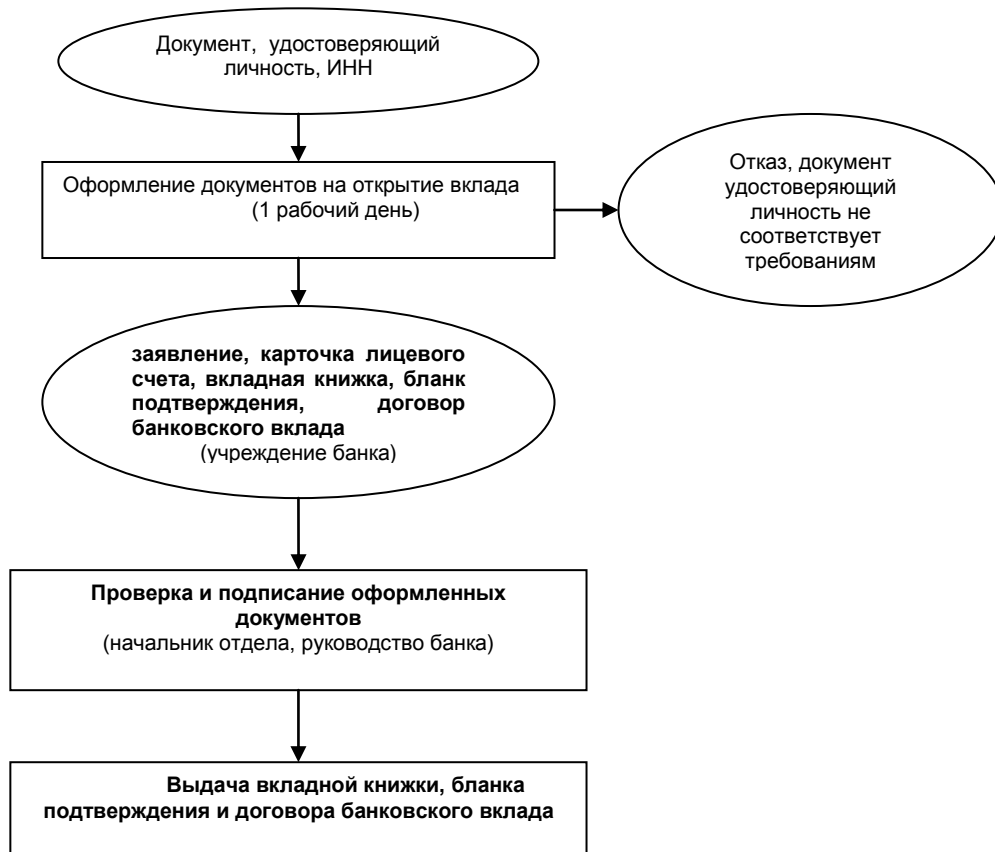 Документ, удостоверяющий
личность, ИНН
Оформление документов на открытие вклада
(1 рабочий день)
Отказ, документ
удостоверяющий
личность не
соответствует
требованиям
заявление, карточка лицевого
счета, вкладная книжка, бланк
подтверждения, договор
банковского вклада
(учреждение банка)
Проверка и подписание оформленных
документов
(начальник отдела, руководство банка)
Выдача вкладной книжки, бланка
подтверждения и договора банковского вклада